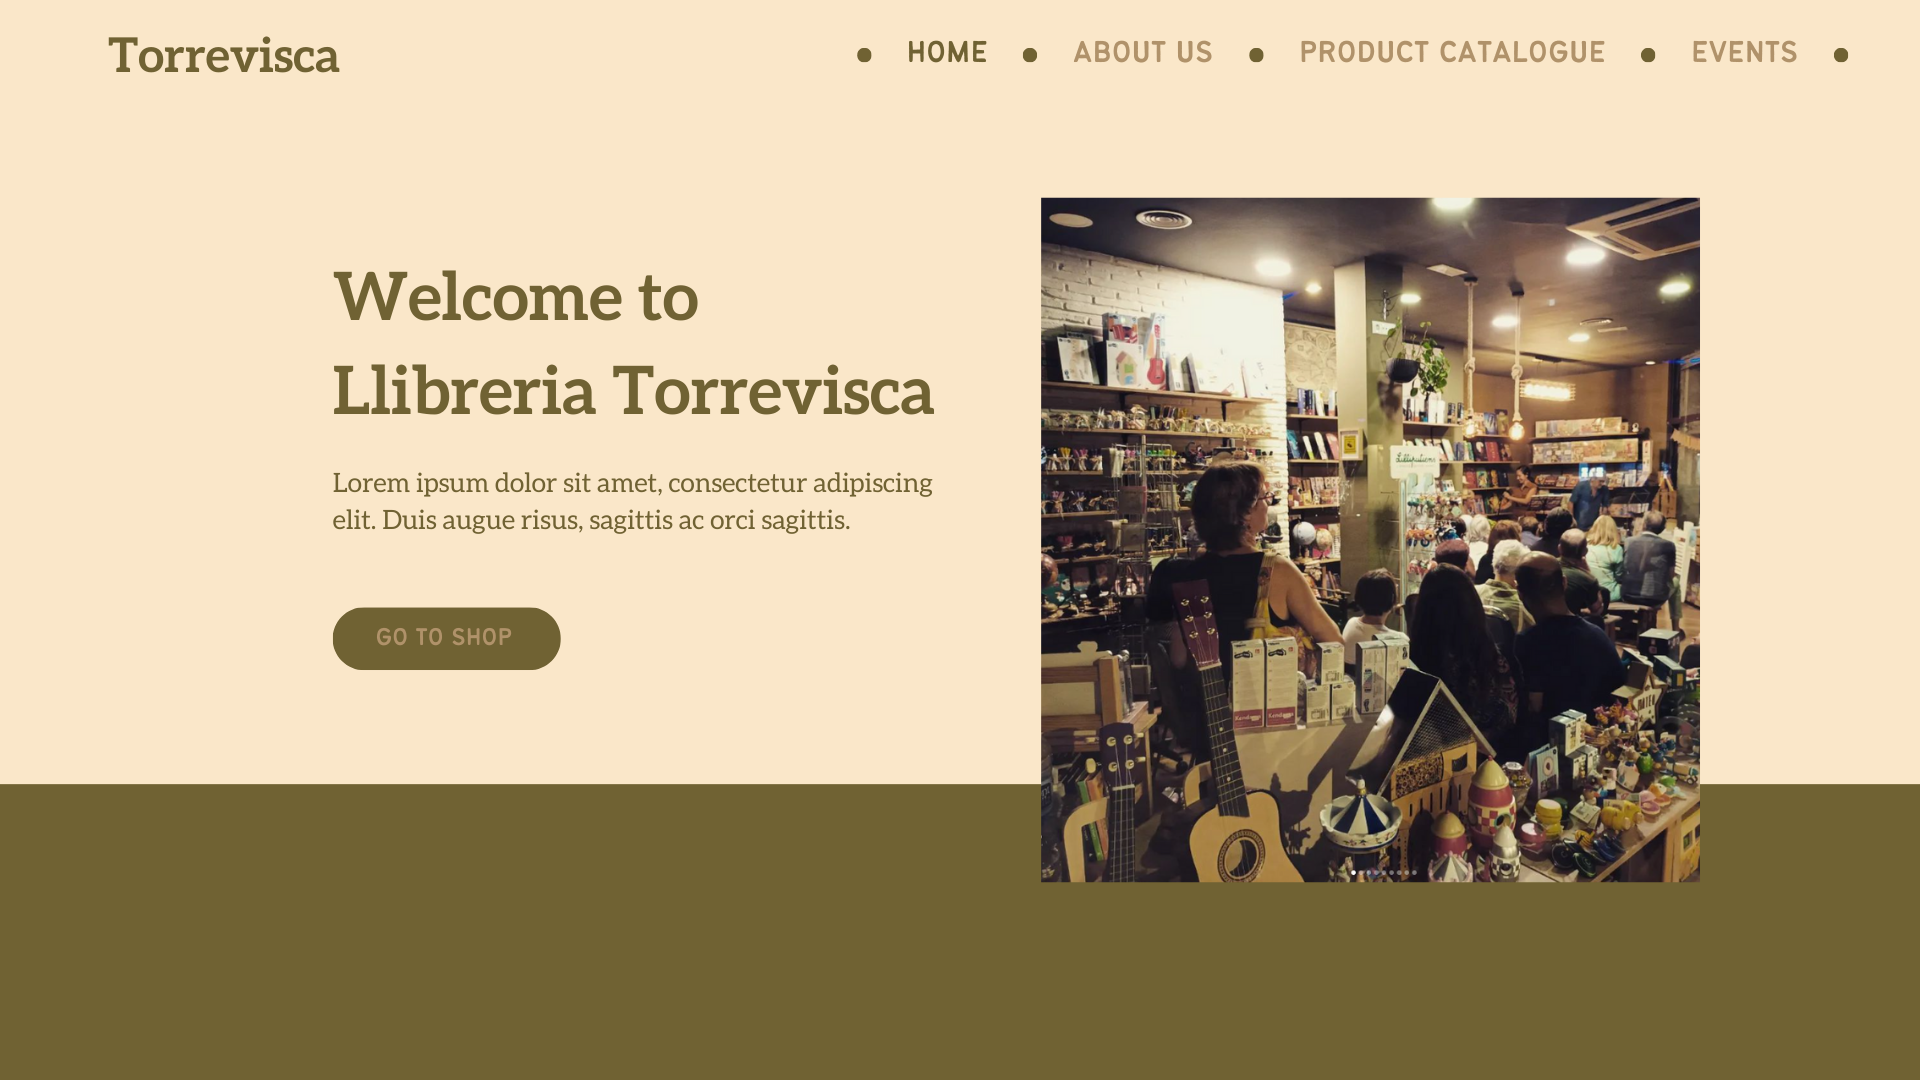 Torrevisca
HOME
ABOUT US
PRODUCT CATALOGUE
EVENTS
Welcome to
Llibreria Torrevisca
Lorem ipsum dolor sit amet, consectetur adipiscing
elit. Duis augue risus, sagittis ac orci sagittis.
GO TO SHOP